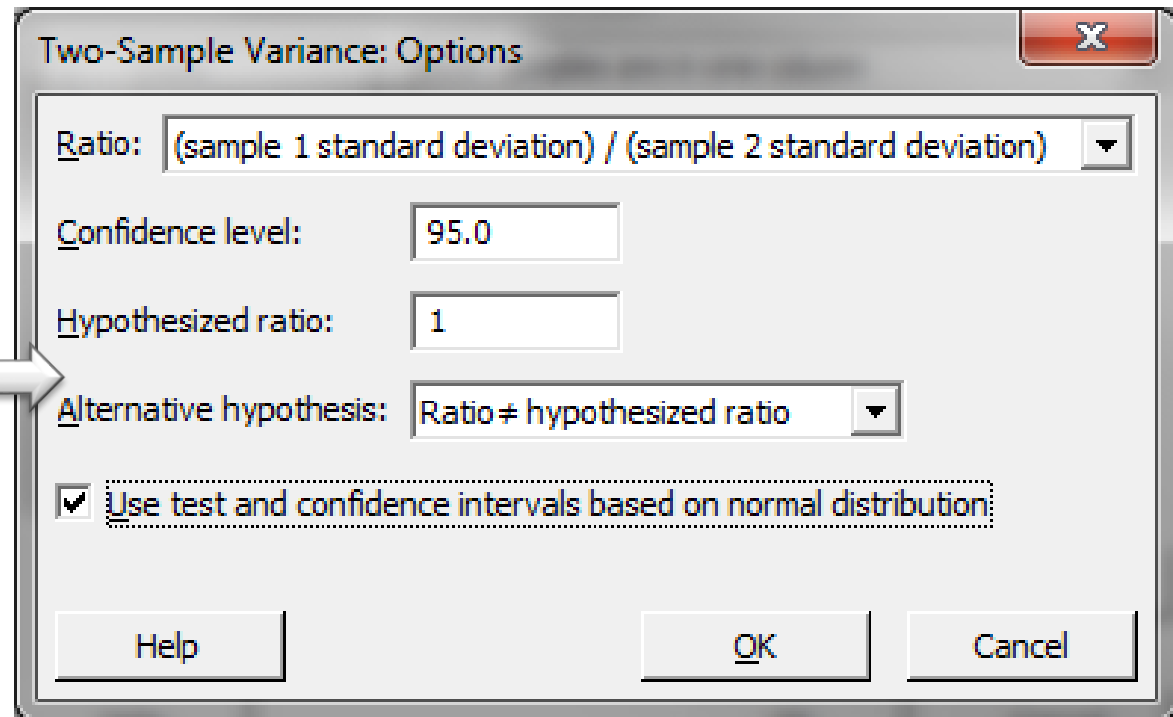 Two-Sample Variance: Options
Ratio: (sample 1 standard deviation) / (sample 2 standard deviation)
Confidence level: 95.0
Hypothesized ratio: 1
Alternative hypothesis: Ratio≠ hypothesized ratio
Use test and confidence intervals based on normal distribution
Help OK Cancel